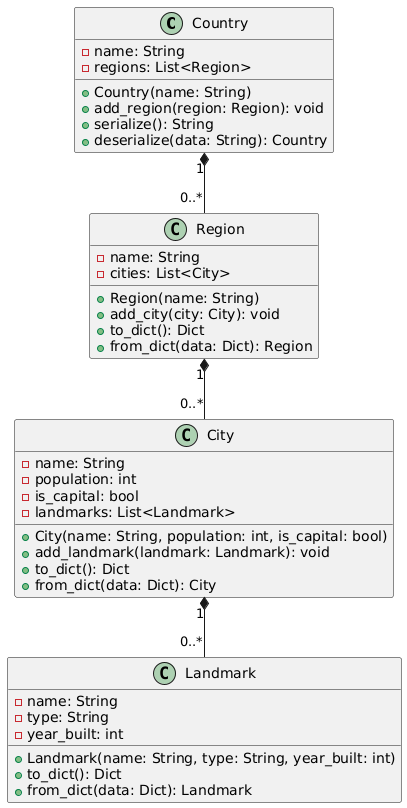 C Country
name: String
regions: List<Region>
Country(name: String)
add_region(region: Region): void
serialize(): String
deserialize(data: String): Country
1
0..*
C Region
name: String
cities: List<City>
Region(name: String)
add_city(city: City): void
to_dict(): Dict
from_dict(data: Dict): Region
1
0..*
C City
name: String
population: int
is_capital: bool
landmarks: List<Landmark>
City(name: String, population: int, is_capital: bool)
add_landmark(landmark: Landmark): void
to_dict(): Dict
from_dict(data: Dict): City
1
0..*
C Landmark
name: String
type: String
year_built: int
Landmark(name: String, type: String, year_built: int)
to_dict(): Dict
from_dict(data: Dict): Landmark